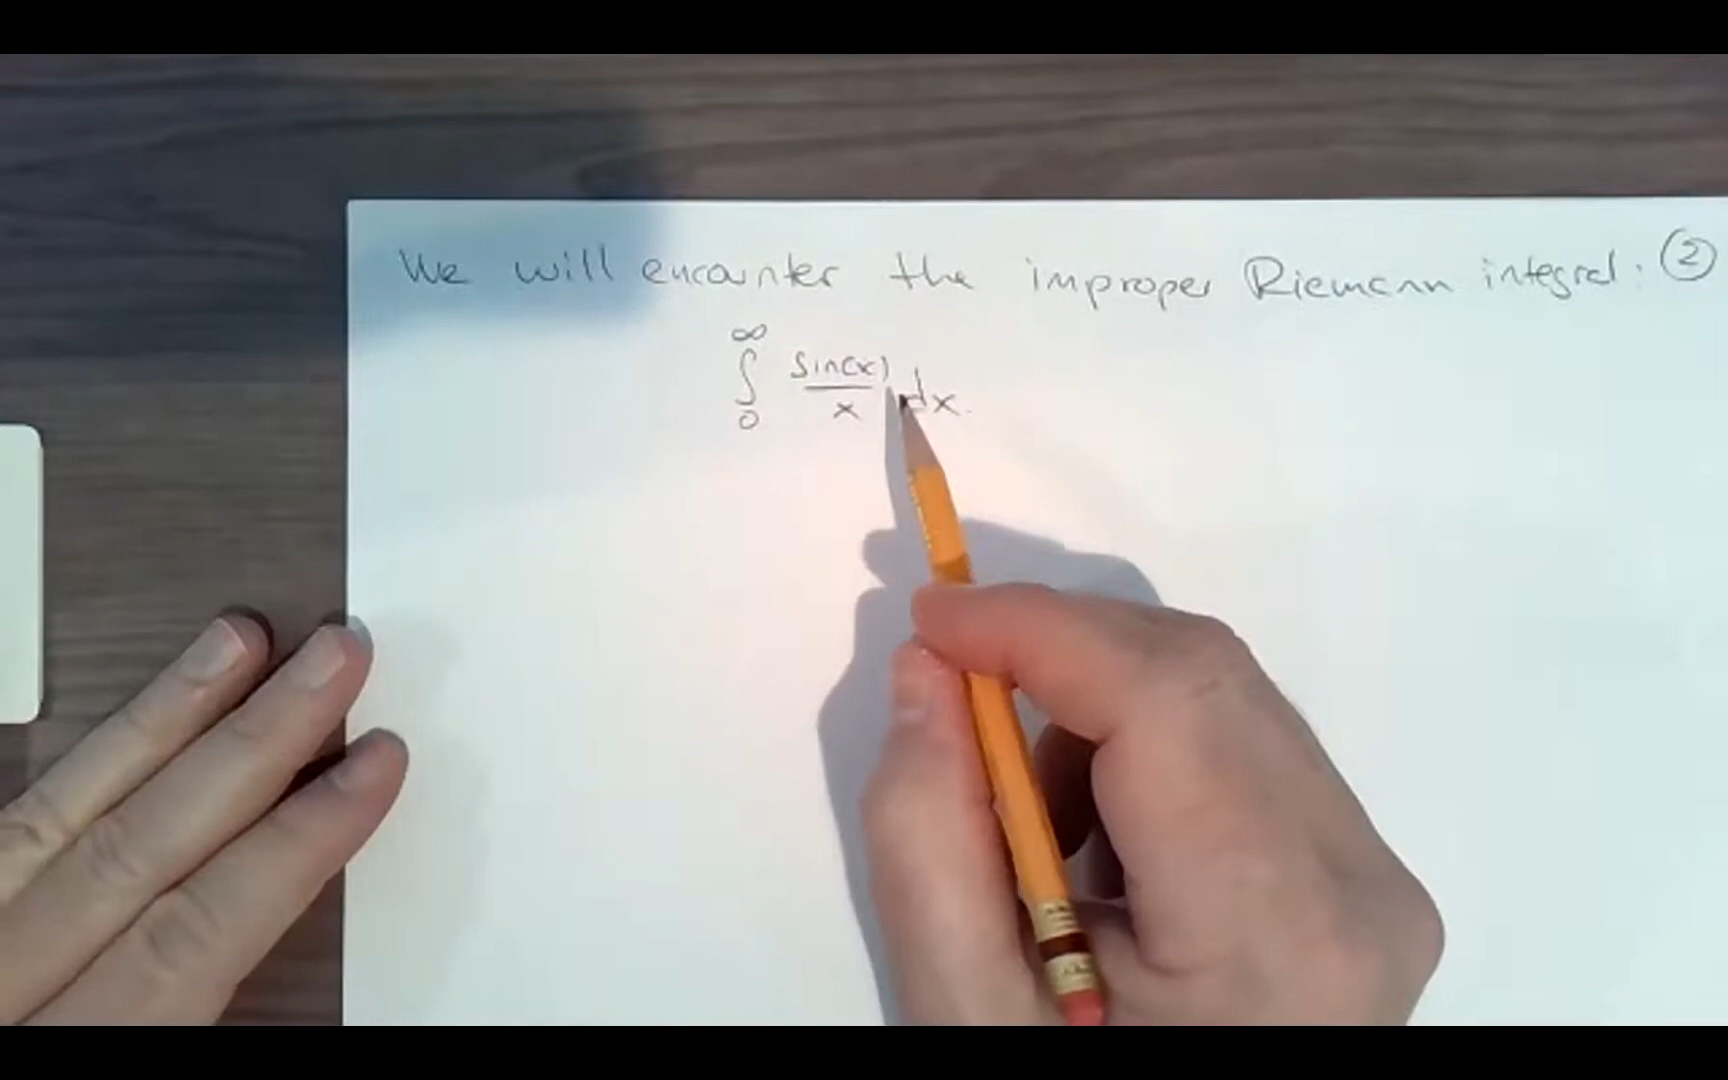 We will encounter the improper Riemann integral: ②
∫₀^∞ sin(x)/x dx.